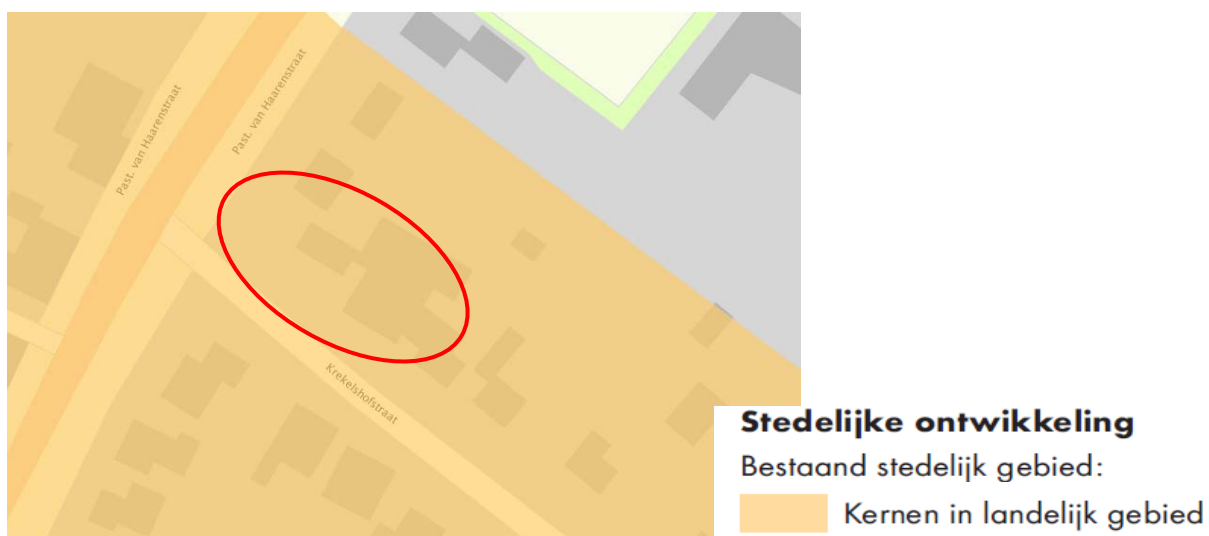 Past. van Haarenstraat
Past. van Haarenstraat
Krekelshofstraat
Stedelijke ontwikkeling
Bestaand stedelijk gebied:
Kernen in landelijk gebied